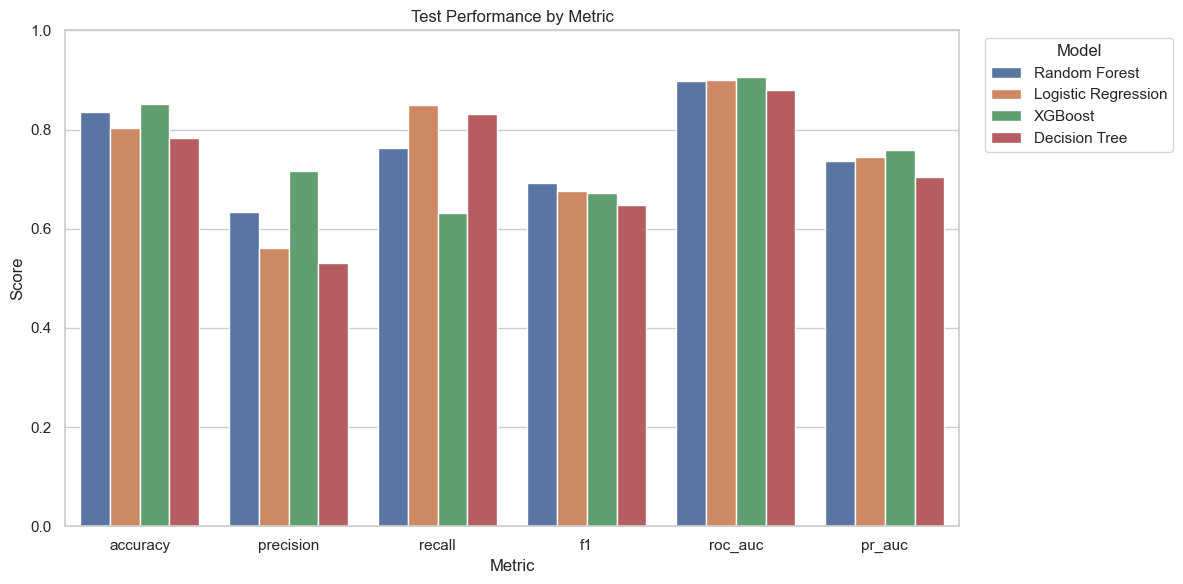 Test Performance by Metric
1.0
0.8
0.6
0.4
0.2
0.0
Score
accuracy precision recall f1 roc_auc pr_auc
Metric
Model
Random Forest
Logistic Regression
XGBoost
Decision Tree